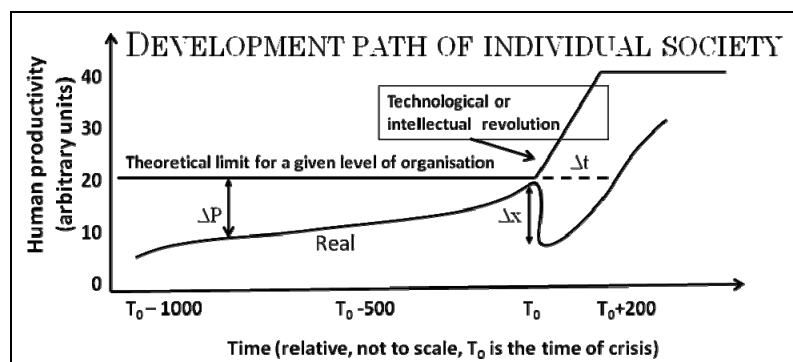 DEVELOPMENT PATH OF INDIVIDUAL SOCIETY
Human productivity
(arbitrary units)
40
30
20
10
0
Technological or
intellectual revolution
Theoretical limit for a given level of organisation
Δt
ΔP
Δx
Real
T₀ – 1000
T₀ -500
T₀
T₀+200
Time (relative, not to scale, T₀ is the time of crisis)